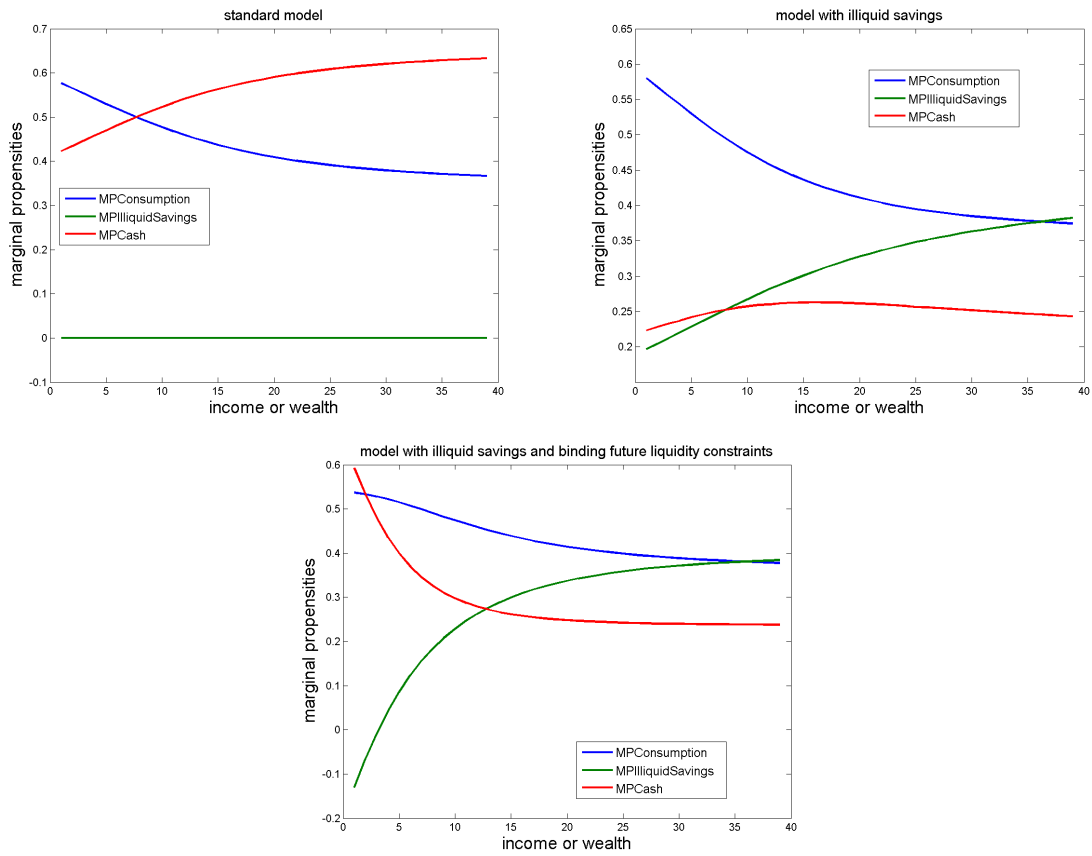 standard model
0.7
0.6
0.5
0.4
0.3
0.2
0.1
0
-0.1
marginal propensities
MPConsumption
MPIlliquidSavings
MPCash
0 5 10 15 20 25 30 35 40
income or wealth
model with illiquid savings
0.65
0.6
0.55
0.5
0.45
0.4
0.35
0.3
0.25
0.2
marginal propensities
MPConsumption
MPIlliquidSavings
MPCash
0 5 10 15 20 25 30 35 40
income or wealth
model with illiquid savings and binding future liquidity constraints
0.6
0.5
0.4
0.3
0.2
0.1
0
-0.1
-0.2
marginal propensities
MPConsumption
MPIlliquidSavings
MPCash
0 5 10 15 20 25 30 35 40
income or wealth